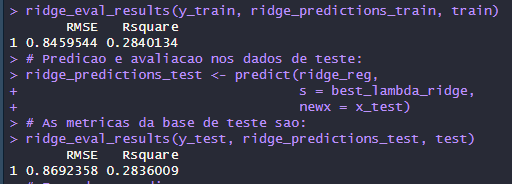 > ridge_eval_results(y_train, ridge_predictions_train, train)
RMSE Rsquare
1 0.8459544 0.2840134
> # Predicao e avaliacao nos dados de teste:
> ridge_predictions_test <- predict(ridge_reg,
+ s = best_lambda_ridge,
+ newx = x_test)
> # As metricas da base de teste sao:
> ridge_eval_results(y_test, ridge_predictions_test, test)
RMSE Rsquare
1 0.8692358 0.2836009